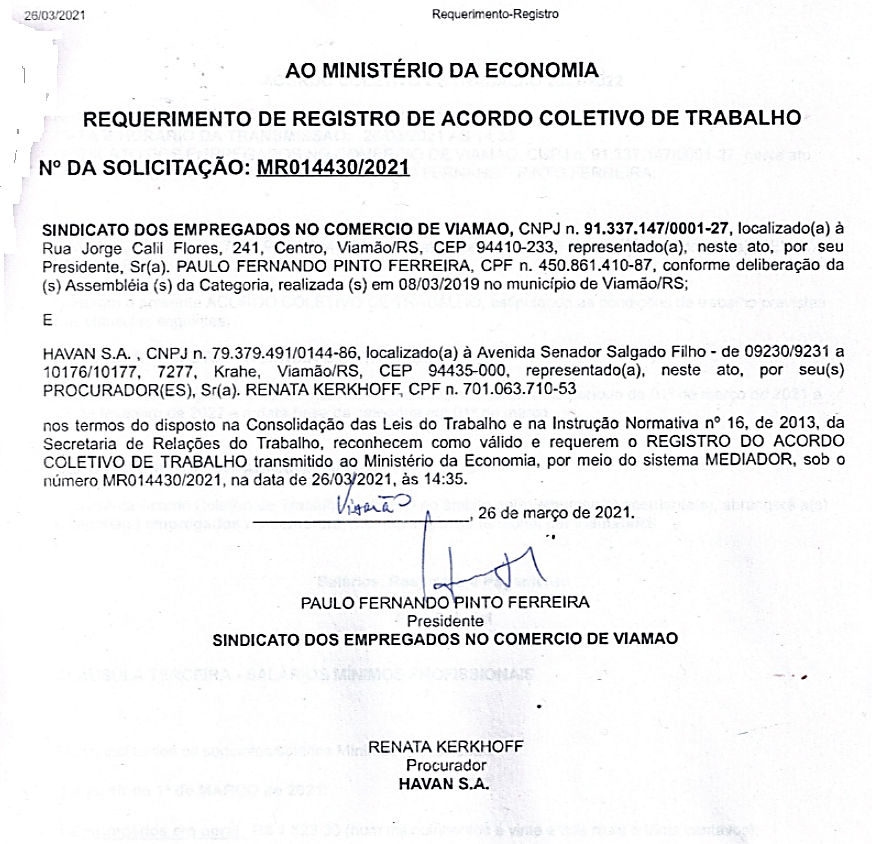 26/03/2021 Requerimento-Registro
AO MINISTÉRIO DA ECONOMIA
REQUERIMENTO DE REGISTRO DE ACORDO COLETIVO DE TRABALHO
Nº DA SOLICITAÇÃO: MR014430/2021
SINDICATO DOS EMPREGADOS NO COMERCIO DE VIAMAO, CNPJ n. 91.337.147/0001-27, localizado(a) à
Rua Jorge Calil Flores, 241, Centro, Viamão/RS, CEP 94410-233, representado(a), neste ato, por seu
Presidente, Sr(a). PAULO FERNANDO PINTO FERREIRA, CPF n. 450.861.410-87, conforme deliberação da
(s) Assembléia (s) da Categoria, realizada (s) em 08/03/2019 no município de Viamão/RS;
E
HAVAN S.A. , CNPJ n. 79.379.491/0144-86, localizado(a) à Avenida Senador Salgado Filho - de 09230/9231 a
10176/10177, 7277, Krahe, Viamão/RS, CEP 94435-000, representado(a), neste ato, por seu(s)
PROCURADOR(ES), Sr(a). RENATA KERKHOFF, CPF n. 701.063.710-53
nos termos do disposto na Consolidação das Leis do Trabalho e na Instrução Normativa nº 16, de 2013, da
Secretaria de Relações do Trabalho, reconhecem como válido e requerem o REGISTRO DO ACORDO
COLETIVO DE TRABALHO transmitido ao Ministério da Economia, por meio do sistema MEDIADOR, sob o
número MR014430/2021, na data de 26/03/2021, às 14:35.
Viamão, 26 de março de 2021.
PAULO FERNANDO PINTO FERREIRA
Presidente
SINDICATO DOS EMPREGADOS NO COMERCIO DE VIAMAO
RENATA KERKHOFF
Procurador
HAVAN S.A.